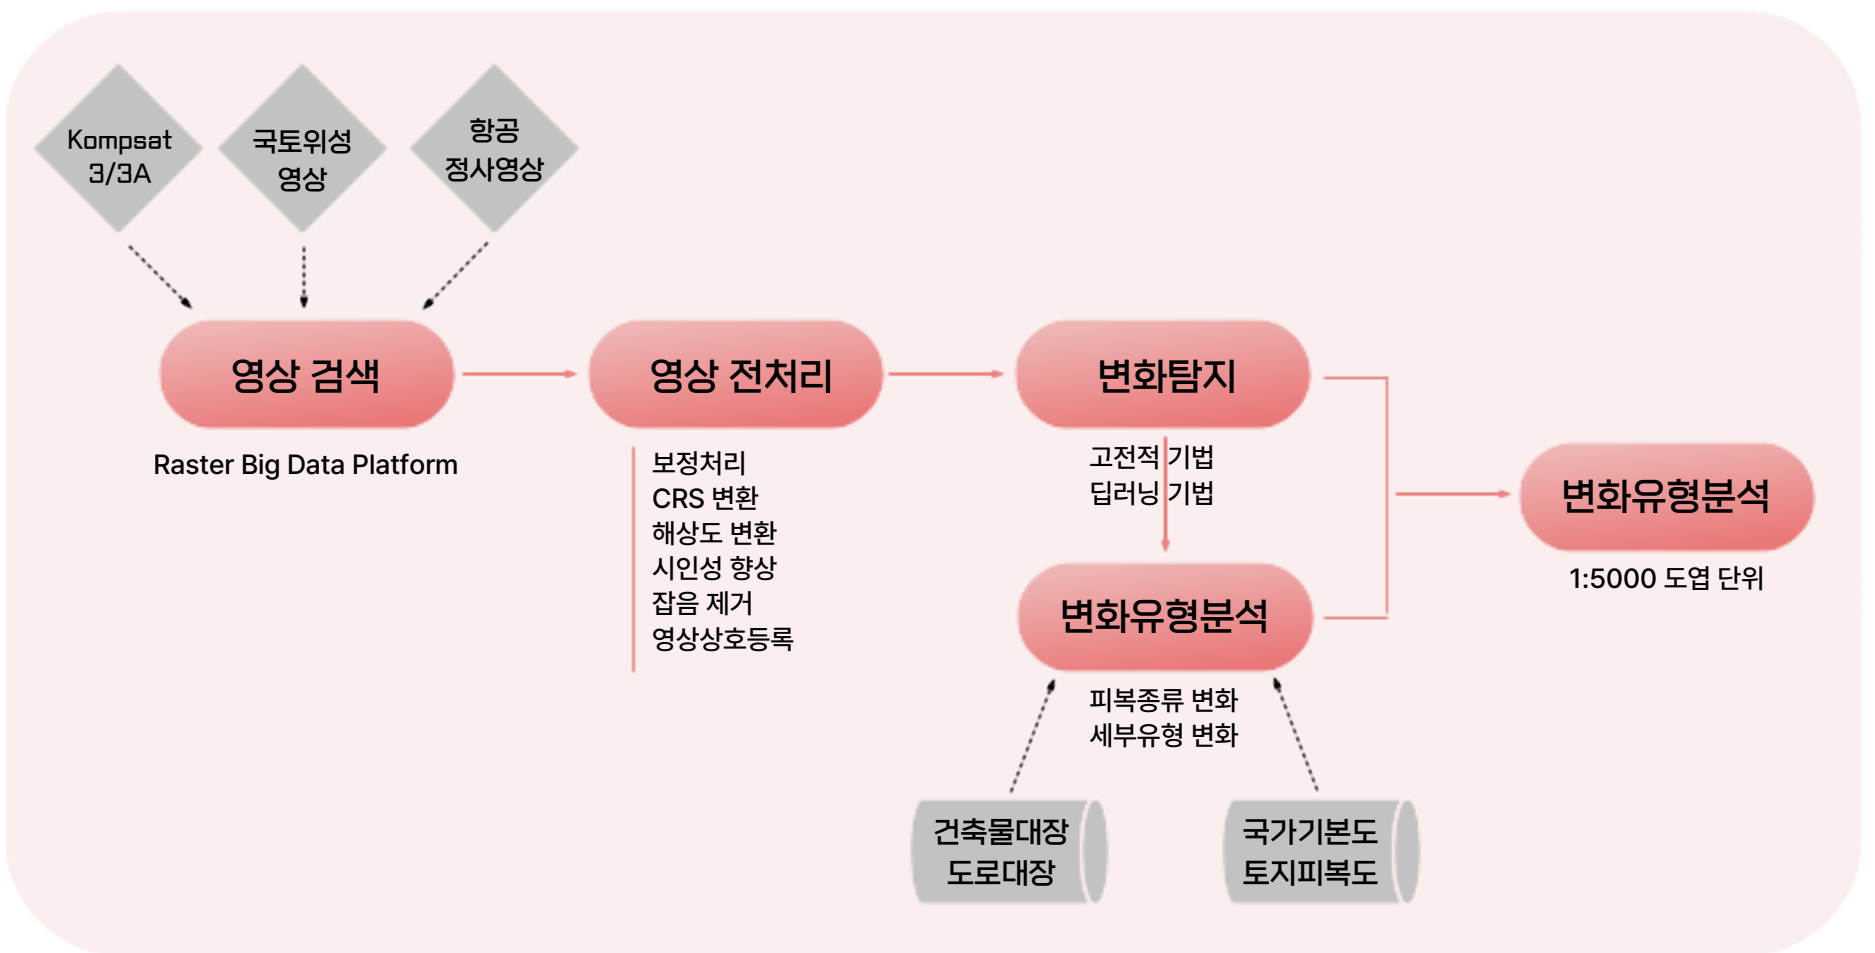 Kompsat
3/3A
국토위성
영상
항공
정사영상
영상 검색
Raster Big Data Platform
영상 전처리
보정처리
CRS 변환
해상도 변환
시인성 향상
잡음 제거
영상상호등록
변화탐지
고전적 기법
딥러닝 기법
변화유형분석
피복종류 변화
세부유형 변화
건축물대장
도로대장
국가기본도
토지피복도
변화유형분석
1:5000 도엽 단위